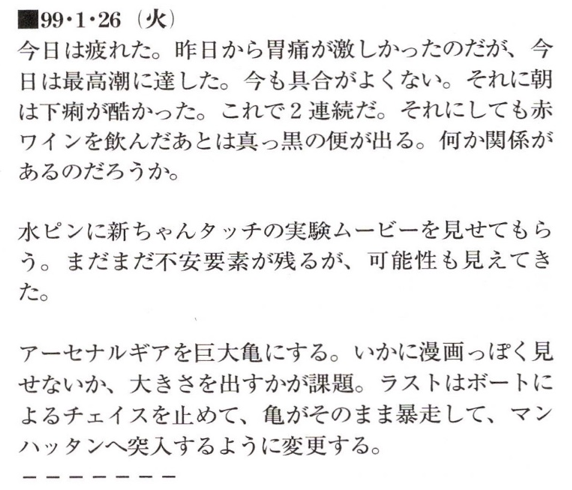 ■99・1・26（火）
今日は疲れた。昨日から胃痛が激しかったのだが、今
日は最高潮に達した。今も具合がよくない。それに朝
は下痢が酷かった。これで２連続だ。それにしても赤
ワインを飲んだあとは真っ黒の便が出る。何か関係が
あるのだろうか。
水ピンに新ちゃんタッチの実験ムービーを見せてもら
う。まだまだ不安要素が残るが、可能性も見えてき
た。
アーセナルギアを巨大亀にする。いかに漫画っぽく見
せないか、大きさを出すかが課題。ラストはボートに
よるチェイスを止めて、亀がそのまま暴走して、マン
ハッタンへ突入するように変更する。
－－－－－－－